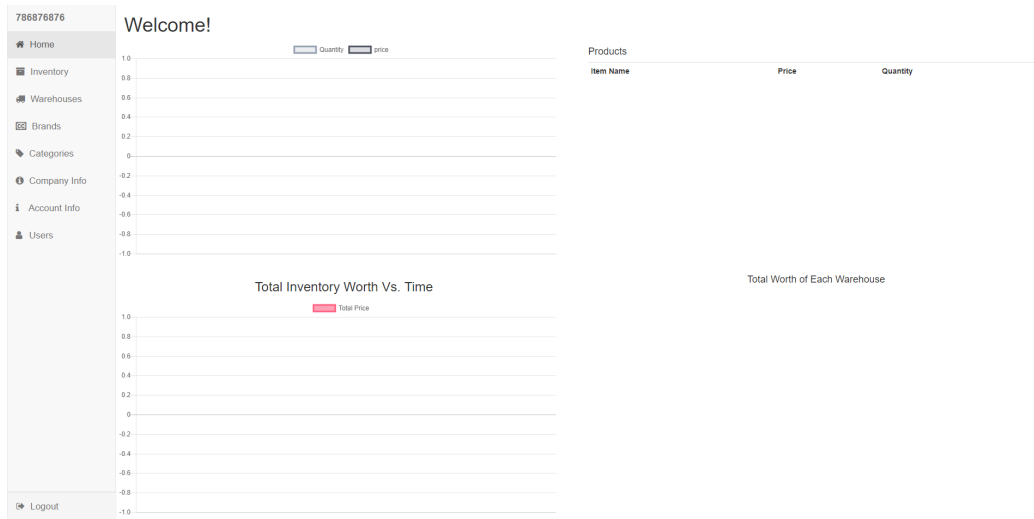 786876876
Home
Inventory
Warehouses
Brands
Categories
Company Info
Account Info
Users
Logout
Welcome!
Quantity price
1.0
0.8
0.6
0.4
0.2
0
-0.2
-0.4
-0.6
-0.8
-1.0
Products
Item Name Price Quantity
Total Inventory Worth Vs. Time
Total Price
1.0
0.8
0.6
0.4
0.2
0
-0.2
-0.4
-0.6
-0.8
-1.0
Total Worth of Each Warehouse